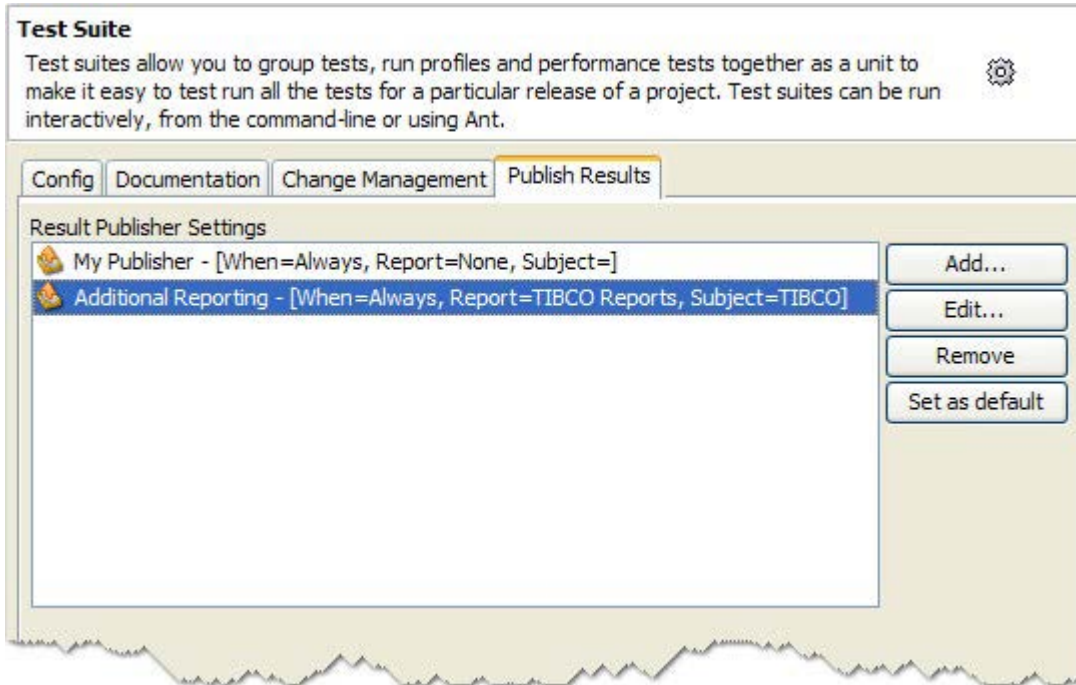 Test Suite
Test suites allow you to group tests, run profiles and performance tests together as a unit to
make it easy to test run all the tests for a particular release of a project. Test suites can be run
interactively, from the command-line or using Ant.
Config Documentation Change Management Publish Results
Result Publisher Settings
My Publisher - [When=Always, Report=None, Subject=]
Additional Reporting - [When=Always, Report=TIBCO Reports, Subject=TIBCO]
Add...
Edit...
Remove
Set as default